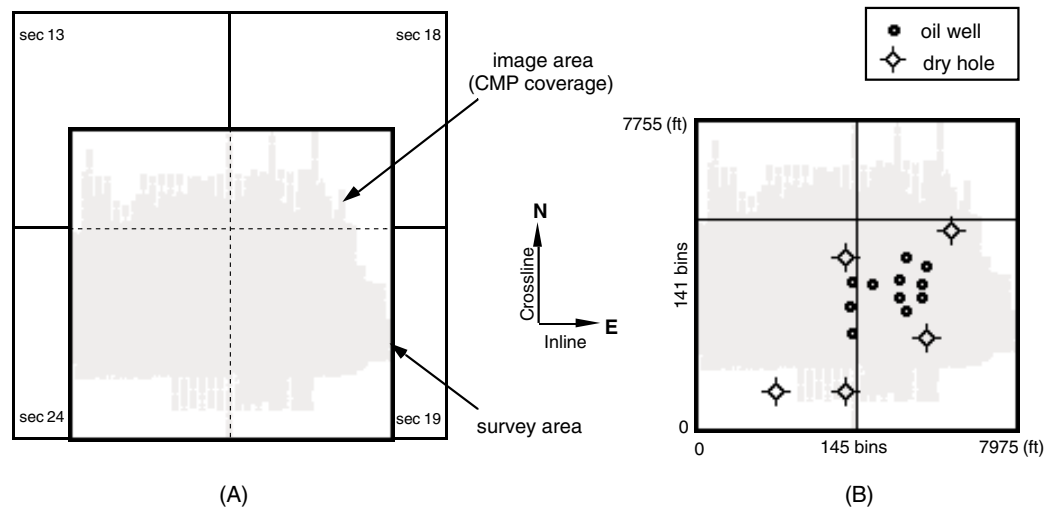 sec 13
sec 18
image area
(CMP coverage)
N
Crossline
E
Inline
sec 24
sec 19
survey area
(A)
oil well
dry hole
7755 (ft)
141 bins
0
0
145 bins
7975 (ft)
(B)